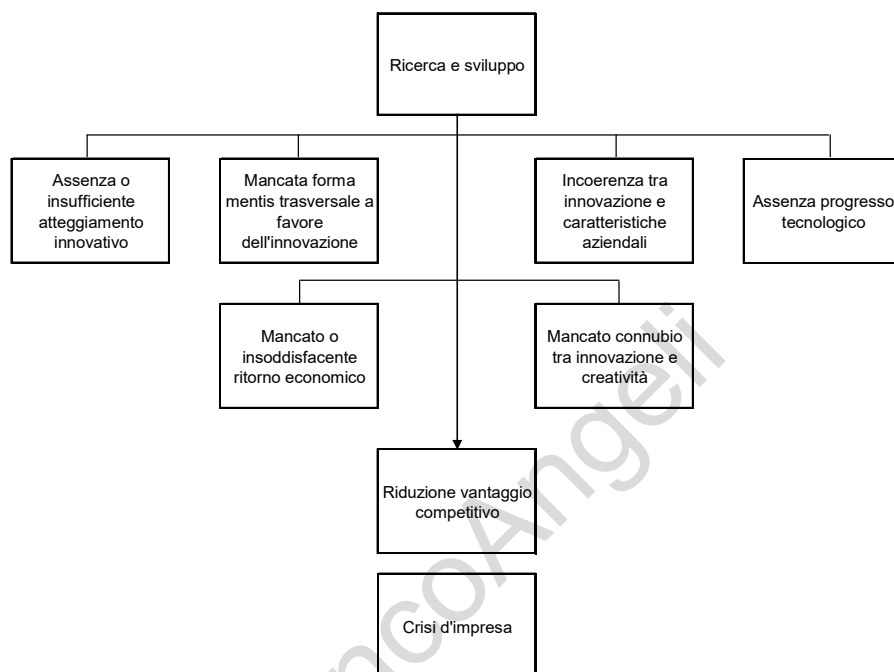 Ricerca e sviluppo
Assenza o
insufficiente
atteggiamento
innovativo
Mancata forma
mentis trasversale a
favore
dell'innovazione
Incoerenza tra
innovazione e
caratteristiche
aziendali
Assenza progresso
tecnologico
Mancato o
insoddisfacente
ritorno economico
Mancato connubio
tra innovazione e
creatività
Riduzione vantaggio
competitivo
Crisi d'impresa
ncoAngeli